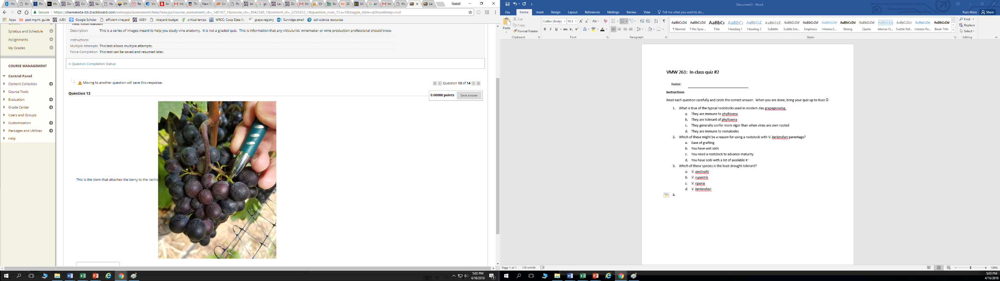 Secure https://chemeketa-bb.blackboard.com/webapps/assessment/take/take.jsp?course_assessment_id=_140167_1&course_id=_8942349_1&content_id=_2295652_1&question_num_13.x=0&toggle_state=qShow&step=null
Apps pest mgmt. guide AJEV Google Scholar efficient vineyard ASEV vineyard budget critical temps WRCC: Coop Data Su grape registry Sunridge email soil science resources
Syllabus and Schedule
Assignments
My Grades
COURSE MANAGEMENT
Control Panel
Content Collection
Course Tools
Evaluation
Grade Center
Users and Groups
Customization
Packages and Utilities
Help
Test Information
Description This is a series of images meant to help you study vine anatomy. It is not a graded quiz. This is information that any viticulurist, winemaker or wine production professional should know.
Instructions
Multiple Attempts This test allows multiple attempts.
Force Completion This test can be saved and resumed later.
Question Completion Status:
Moving to another question will save this response.
Question 13 of 14
Question 13
0.00000 points Save Answer
This is the stem that attaches the berry to the rachis
5:03 PM
4/16/2018
Document3 - Word
File Home Insert Design Layout References Mailings Review View Tell me what you want to do...
Russ Moss Share
Paste
Cut
Copy
Format Painter
Clipboard
Calibri (Body) 10.5
Font
Paragraph
AaBbCcDd AaBbCcDd AaBbCc AaBbCc AaBbCcD AaBbCcD AaBbCcDd AaBbCcDd AaBbCcDd AaBbCcDd AaBbCcDd AaBbCcDd AaBbCcDd AaBbCcDd AaBbCcDd
¶ Normal ¶ No Spac... Title Heading 1 Heading 2 Subtitle Subtle Em... Emphasis Intense E... Strong Quote Intense Q... Subtle Ref... Intense Re... Book Title
Styles
Find
Replace
Select
Editing
VMW 261: In-class quiz #2
Name:
Instructions
Read each question carefully and circle the correct answer. When you are done, bring your quiz up to Russ ☺
1. What is true of the typical rootstocks used in modern day grapegrowing.
a. They are immune to phylloxera
b. They are tolerant of phylloxera
c. They generally confer more vigor than when vines are own rooted
d. They are immune to nematodes
2. Which of these might be a reason for using a rootstock with V. berlandieri parentage?
a. Ease of grafting
b. You have wet soils
c. You need a rootstock to advance maturity
d. You have soils with a lot of available K⁺
3. Which of these species is the least drought tolerant?
a. V. aestivalis
b. V. rupestris
c. V. riparia
d. V. berlandieri
4.
Page 1 of 1 136 words
100%
5:03 PM
4/16/2018